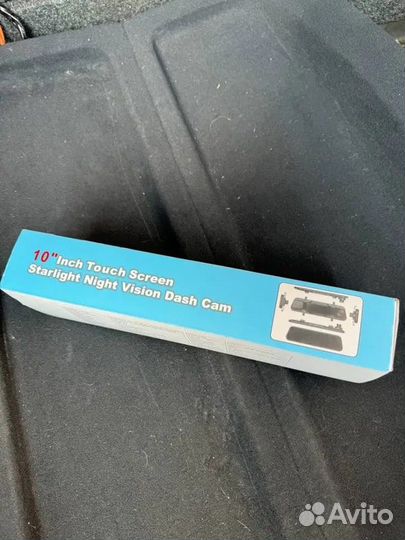 10"Inch Touch Screen
Starlight Night Vision Dash Cam
Avito